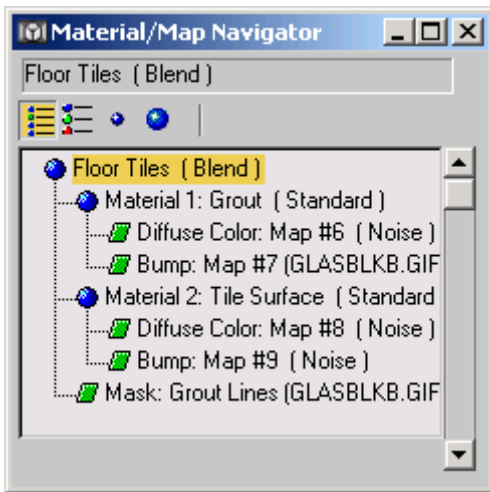 Material/Map Navigator
Floor Tiles ( Blend )
Floor Tiles ( Blend )
Material 1: Grout ( Standard )
Diffuse Color: Map #6 ( Noise )
Bump: Map #7 (GLASBLKB.GIF
Material 2: Tile Surface ( Standard
Diffuse Color: Map #8 ( Noise )
Bump: Map #9 ( Noise )
Mask: Grout Lines (GLASBLKB.GIF